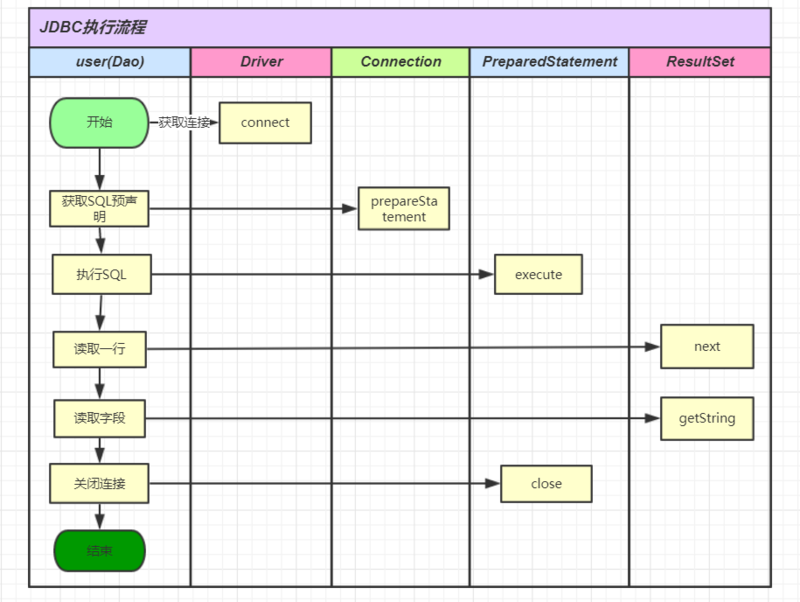 JDBC执行流程
user(Dao)
Driver
Connection
PreparedStatement
ResultSet
开始
获取连接
connect
获取SQL预声
明
prepareSta
tement
执行SQL
execute
读取一行
next
读取字段
getString
关闭连接
close
结束